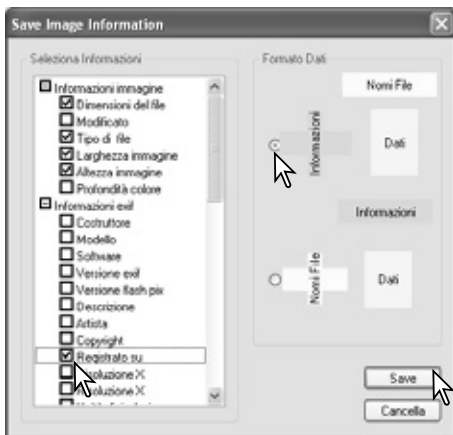 Save Image Information
Seleziona Informazioni
Informazioni immagine
Dimensioni del file
Modificato
Tipo di file
Larghezza immagine
Altezza immagine
Profondità colore
Informazioni exif
Costruttore
Modello
Software
Versione exif
Versione flash pix
Descrizione
Artista
Copyright
Registrato su
Risoluzione X
Risoluzione X
Formato Dati
Nomi File
Informazioni
Dati
Informazioni
Nomi File
Dati
Save
Cancella